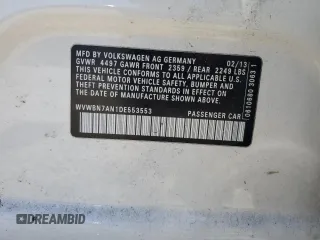 MFD. BY VOLKSWAGEN AG GERMANY 02/13
GVWR 4497 GAWR FRONT 2359 / REAR 2249 LBS
THIS VEHICLE CONFORMS TO ALL APPLICABLE
FEDERAL MOTOR VEHICLE SAFETY, BUMPER, AND
THEFT PREVENTION STANDARDS IN EFFECT ON THE
DATE OF MANUFACTURE SHOWN ABOVE.
WVWBN7AN1DE553553 PASSENGER CAR
DREAMBID